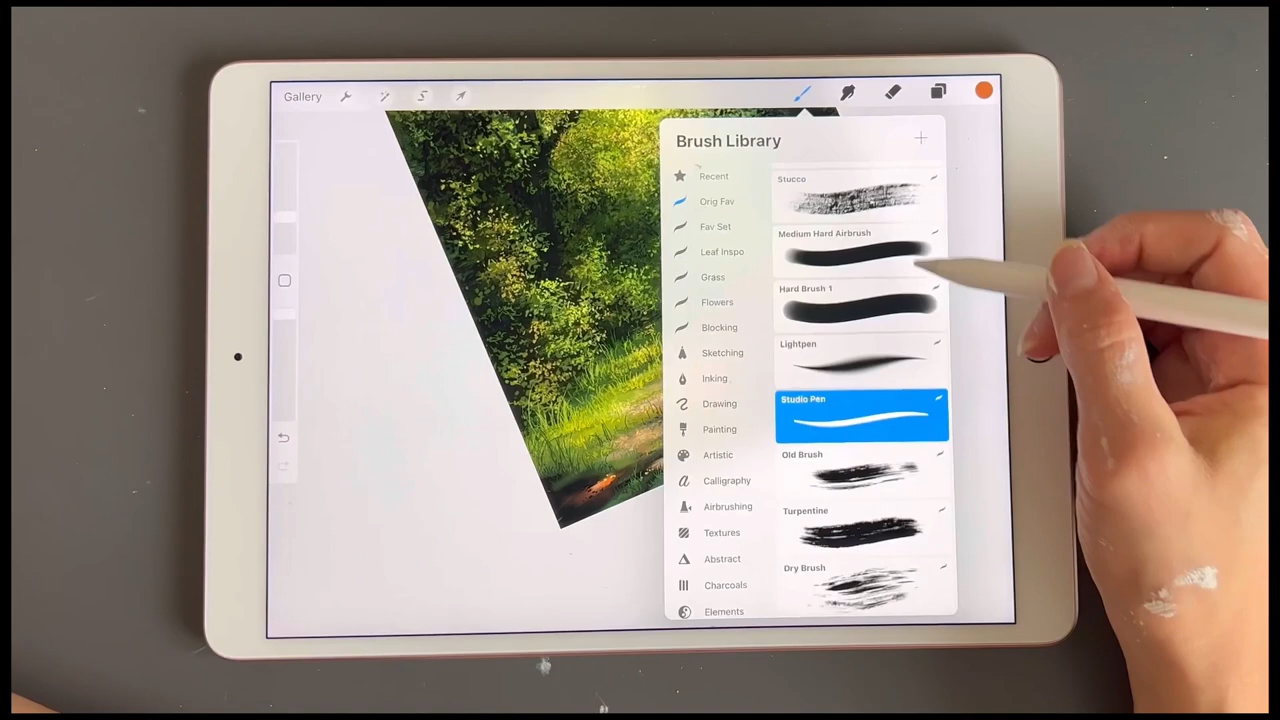 Gallery
Brush Library
Recent
Orig Fav
Fav Set
Leaf Inspo
Grass
Flowers
Blocking
Sketching
Inking
Drawing
Painting
Artistic
Calligraphy
Airbrushing
Textures
Abstract
Charcoals
Elements
Stucco
Medium Hard Airbrush
Hard Brush 1
Lightpen
Studio Pen
Old Brush
Turpentine
Dry Brush